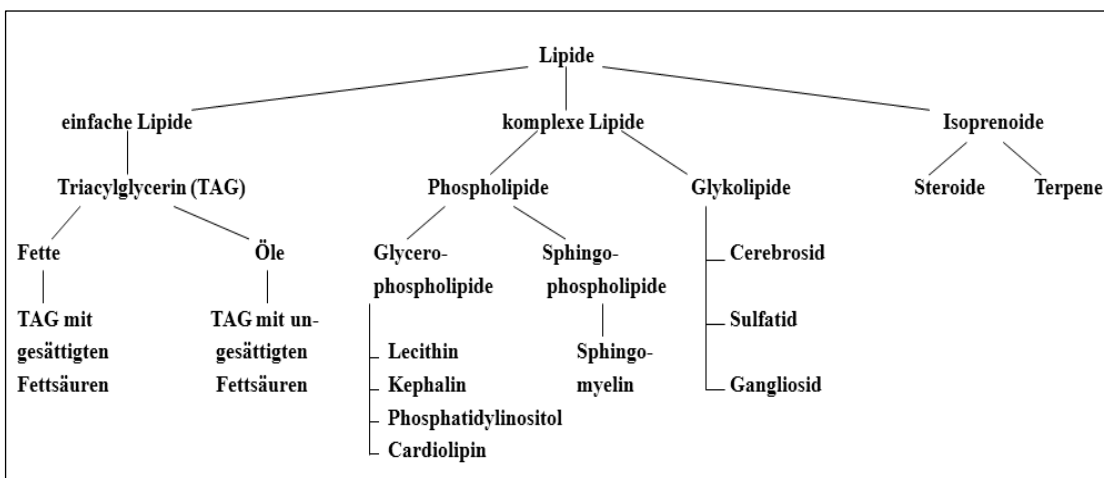 Lipide
einfache Lipide
komplexe Lipide
Isoprenoide
Triacylglycerin (TAG)
Phospholipide
Glykolipide
Steroide
Terpene
Fette
Öle
Glycero-
phospholipide
Sphingo-
phospholipide
Cerebrosid
TAG mit
gesättigten
Fettsäuren
TAG mit un-
gesättigten
Fettsäuren
Lecithin
Kephalin
Phosphatidylinositol
Cardiolipin
Sphingo-
myelin
Sulfatid
Gangliosid